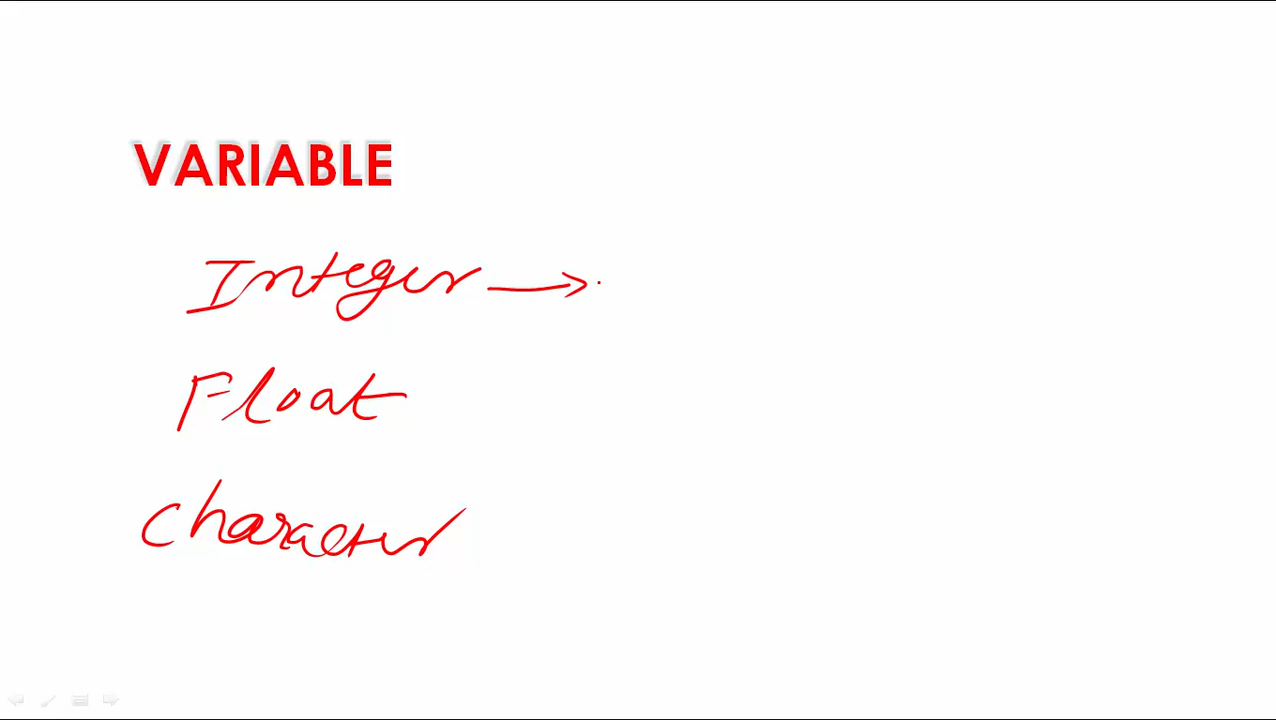 VARIABLE
Integer →
Float
character